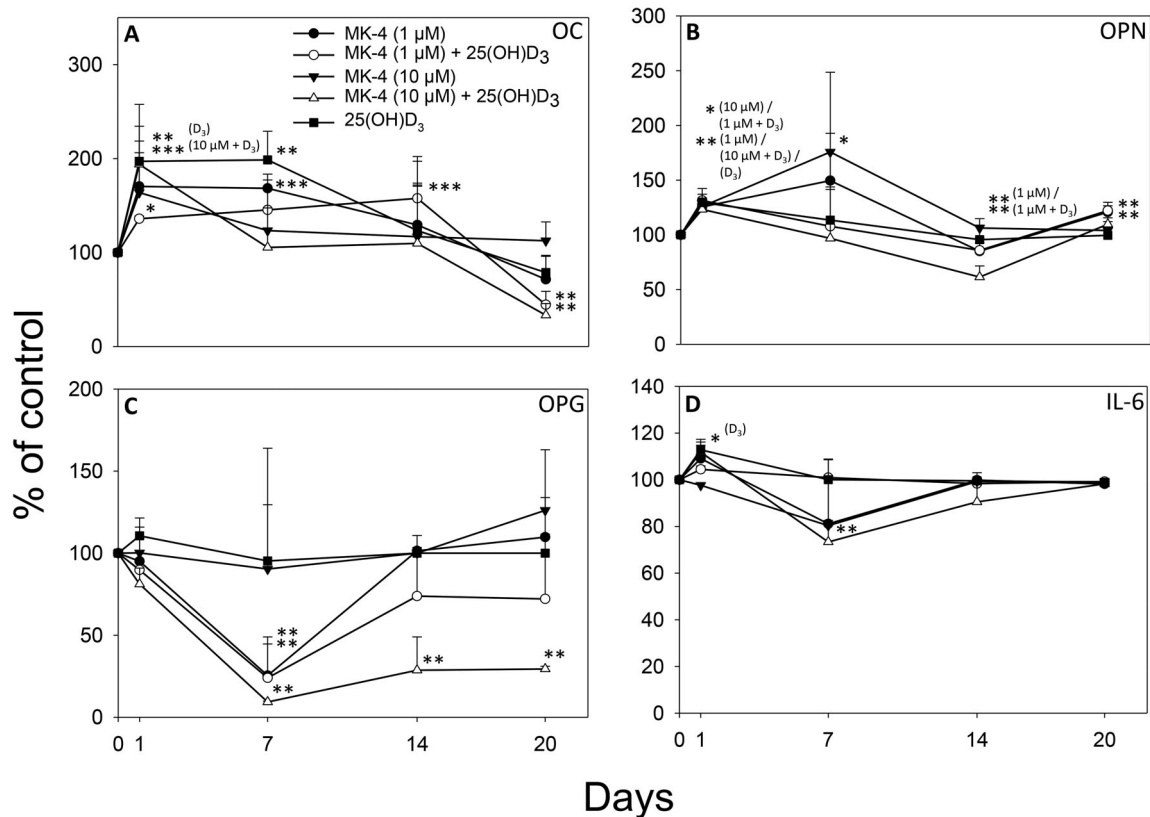 A
OC
MK-4 (1 µM)
MK-4 (1 µM) + 25(OH)D3
MK-4 (10 µM)
MK-4 (10 µM) + 25(OH)D3
25(OH)D3
300
200
100
0
** (D3)
*** (10 µM + D3)
*
**
***
***
**
**
B
OPN
300
250
200
150
100
50
0
* (10 µM) /
(1 µM + D3)
** (1 µM) /
(10 µM + D3) /
(D3)
*
** (1 µM) /
** (1 µM + D3)
**
**
C
OPG
200
150
100
50
0
**
**
**
**
**
0 1 7 14 20
D
IL-6
140
120
100
80
60
40
20
0
* (D3)
**
0 1 7 14 20
% of control
Days